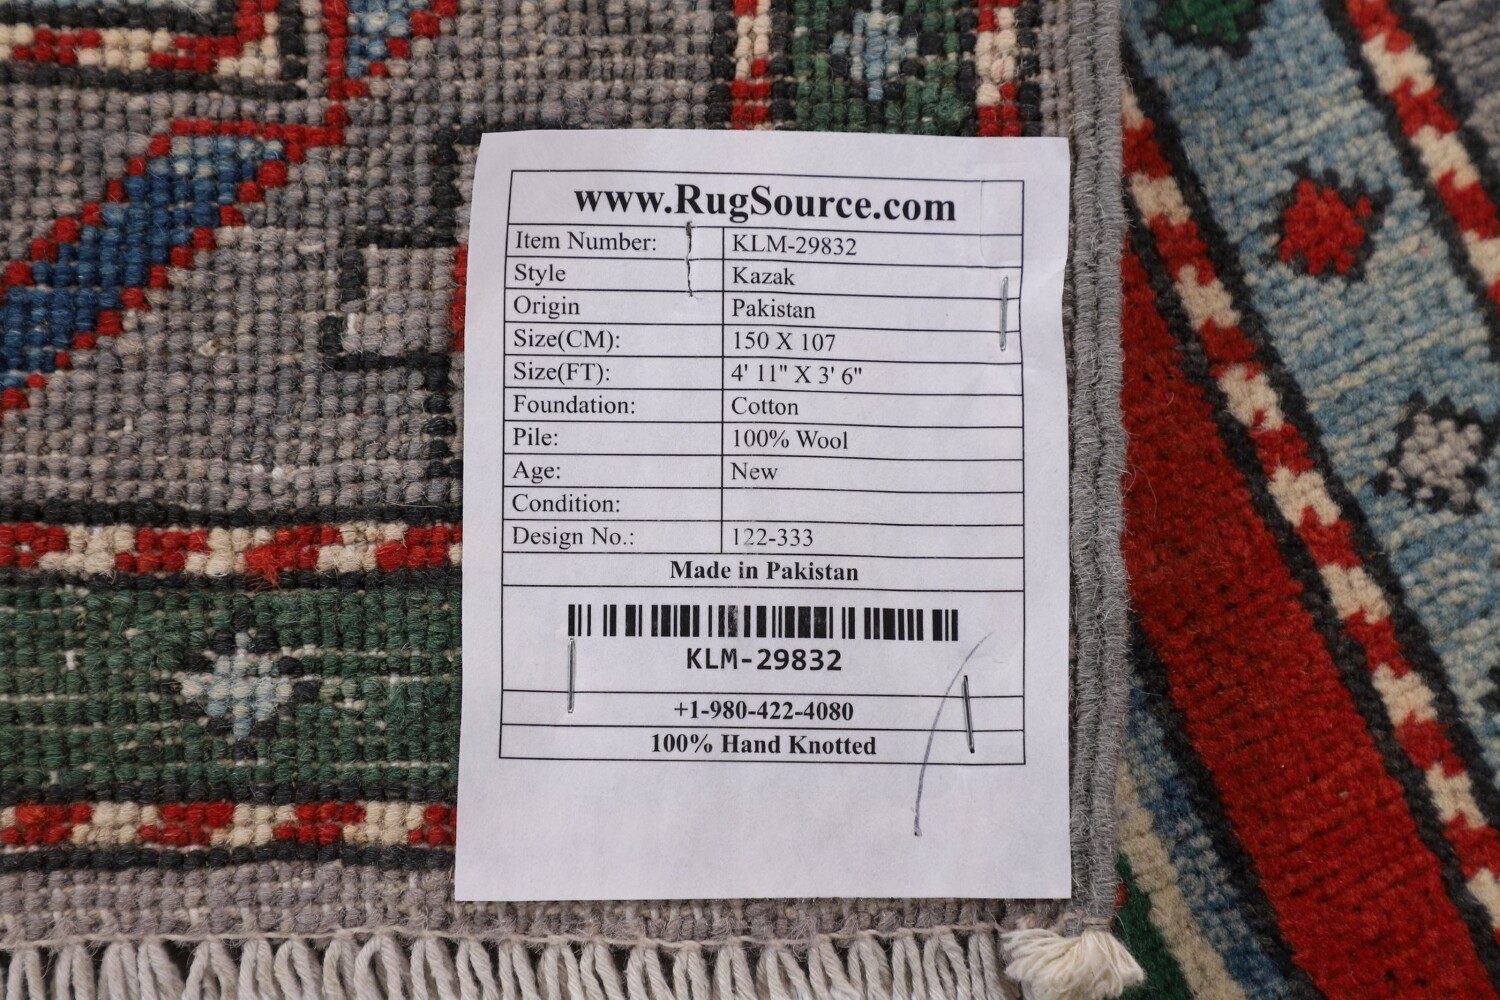 www.RugSource.com
Item Number: KLM-29832
Style Kazak
Origin Pakistan
Size(CM): 150 X 107
Size(FT): 4' 11" X 3' 6"
Foundation: Cotton
Pile: 100% Wool
Age: New
Condition:
Design No.: 122-333
Made in Pakistan
KLM-29832
+1-980-422-4080
100% Hand Knotted